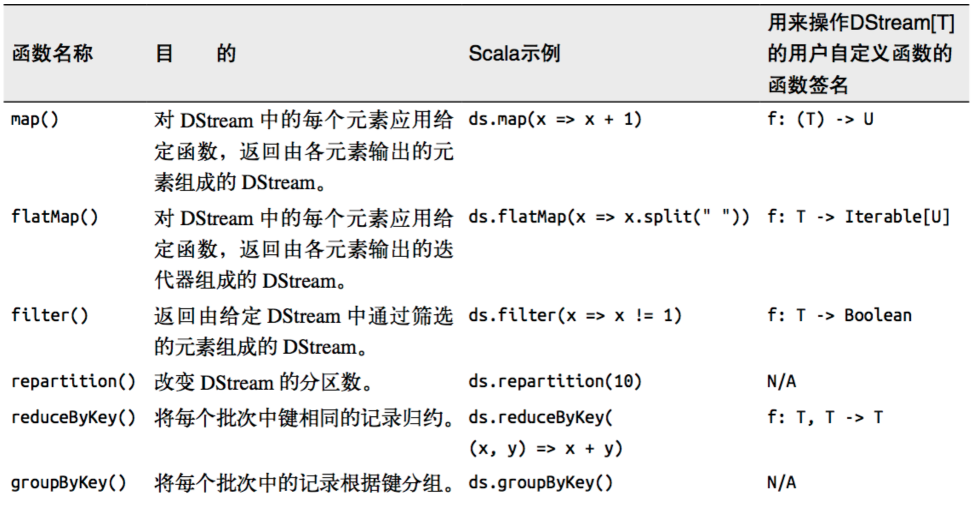 函数名称 目 的 Scala示例 用来操作DStream[T]
的用户自定义函数的
函数签名
map() 对 DStream 中的每个元素应用给 ds.map(x => x + 1) f: (T) -> U
定函数，返回由各元素输出的元
素组成的 DStream。
flatMap() 对 DStream 中的每个元素应用给 ds.flatMap(x => x.split(" ")) f: T -> Iterable[U]
定函数，返回由各元素输出的迭
代器组成的 DStream。
filter() 返回由给定 DStream 中通过筛选 ds.filter(x => x != 1) f: T -> Boolean
的元素组成的 DStream。
repartition() 改变 DStream 的分区数。 ds.repartition(10) N/A
reduceByKey() 将每个批次中键相同的记录归约。 ds.reduceByKey( f: T, T -> T
(x, y) => x + y)
groupByKey() 将每个批次中的记录根据键分组。 ds.groupByKey() N/A